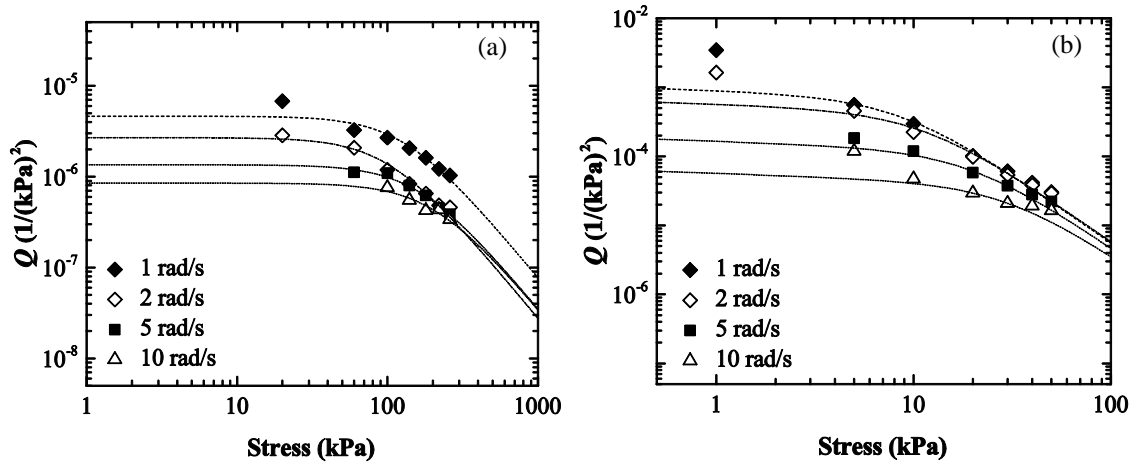 (a)
10⁻⁵
10⁻⁶
10⁻⁷
10⁻⁸
Q (1/(kPa)²)
1 rad/s
2 rad/s
5 rad/s
10 rad/s
1 10 100 1000
Stress (kPa)
(b)
10⁻²
10⁻⁴
10⁻⁶
Q (1/(kPa)²)
1 rad/s
2 rad/s
5 rad/s
10 rad/s
1 10 100
Stress (kPa)